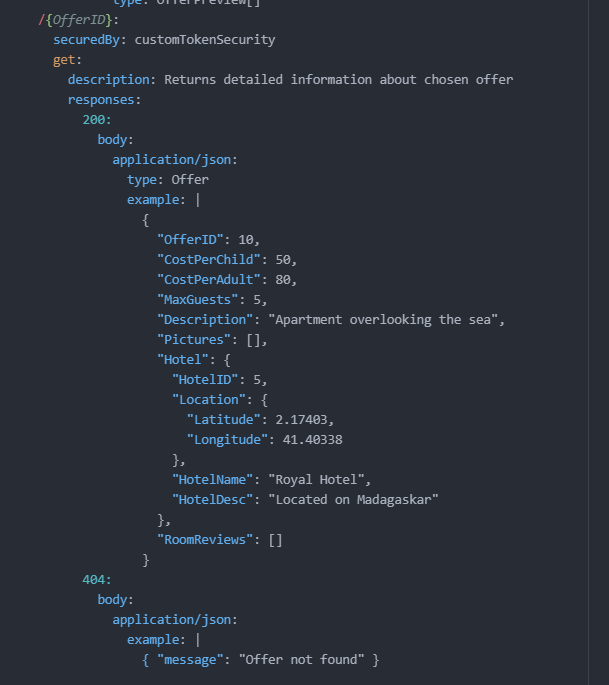 type: OfferPreview[]
/{OfferID}:
securedBy: customTokenSecurity
get:
description: Returns detailed information about chosen offer
responses:
200:
body:
application/json:
type: Offer
example: |
{
"OfferID": 10,
"CostPerChild": 50,
"CostPerAdult": 80,
"MaxGuests": 5,
"Description": "Apartment overlooking the sea",
"Pictures": [],
"Hotel": {
"HotelID": 5,
"Location": {
"Latitude": 2.17403,
"Longitude": 41.40338
},
"HotelName": "Royal Hotel",
"HotelDesc": "Located on Madagaskar"
},
"RoomReviews": []
}
404:
body:
application/json:
example: |
{ "message": "Offer not found" }